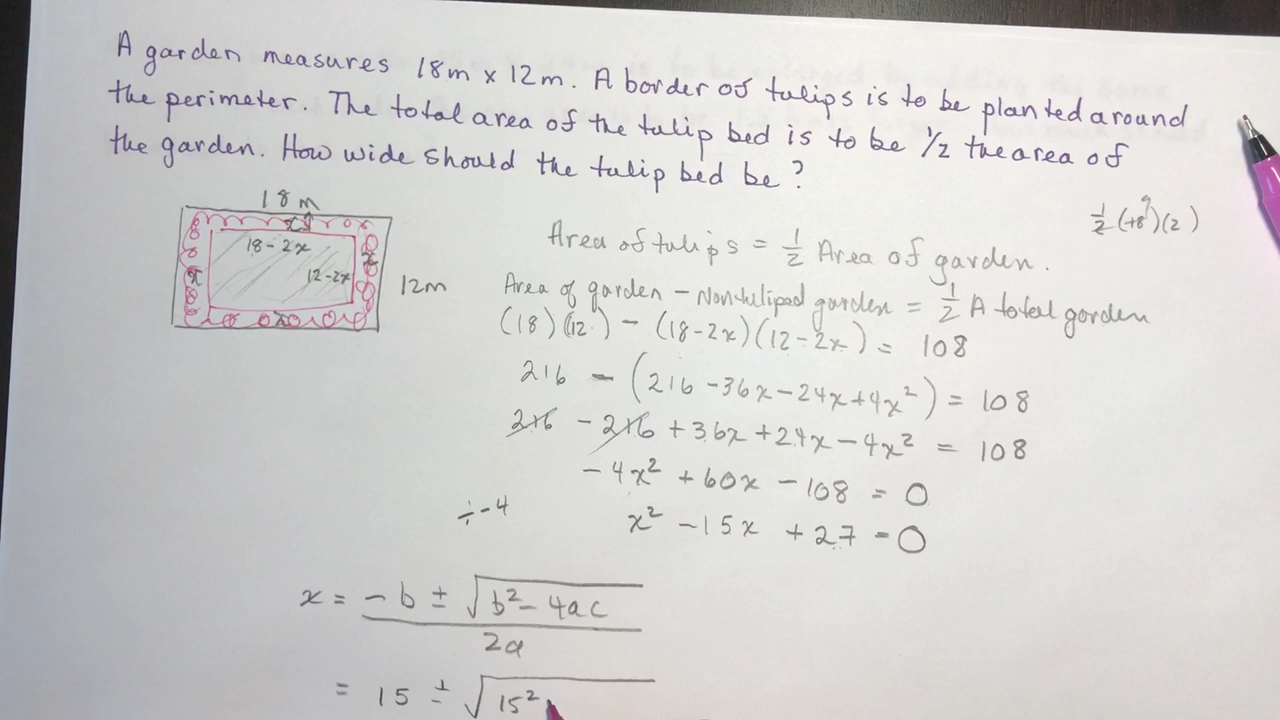 A garden measures 18m x 12m. A border of tulips is to be planted around
the perimeter. The total area of the tulip bed is to be 1/2 the area of
the garden. How wide should the tulip bed be?
18 m
x
18 - 2x
12 - 2x
x
x
x
12m
1/2 (18)(2)
9
Area of tulips = 1/2 Area of garden.
Area of garden - Nontuliped garden = 1/2 A total garden
(18)(12) - (18-2x)(12-2x) = 108
216 - (216 - 36x - 24x + 4x²) = 108
216 - 216 + 36x + 24x - 4x² = 108
-4x² + 60x - 108 = 0
÷ -4
x² - 15x + 27 = 0
x = -b ± √b² - 4ac
2a
= 15 ± √15²